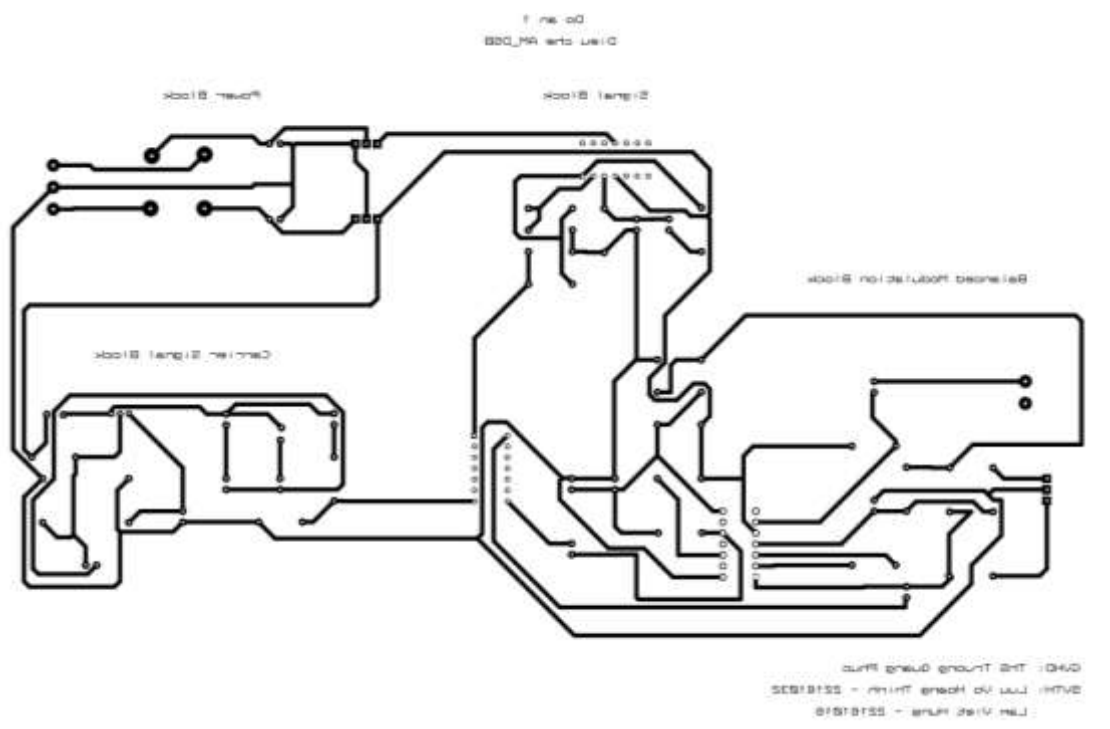 Do an 1
Dieu che AM_DSB
Power Block
Signal Block
Balanced Modulation Block
Carrier Signal Block
GVHD: THS Truong Quang Phuc
SVTH: Luu Vo Hoang Thinh -
Lam Viet Hung -